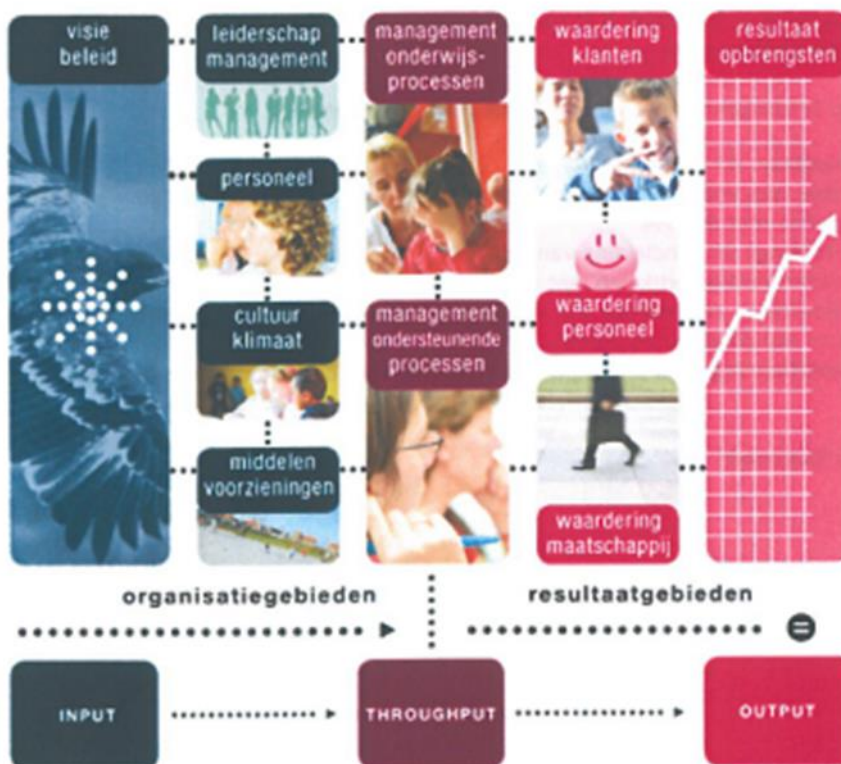 visie
beleid
leiderschap
management
management
onderwijs-
processen
waardering
klanten
resultaat
opbrengsten
personeel
cultuur
klimaat
management
ondersteunende
processen
waardering
personeel
middelen
voorzieningen
waardering
maatschappij
organisatiegebieden
resultaatgebieden
=
INPUT
THROUGHPUT
OUTPUT